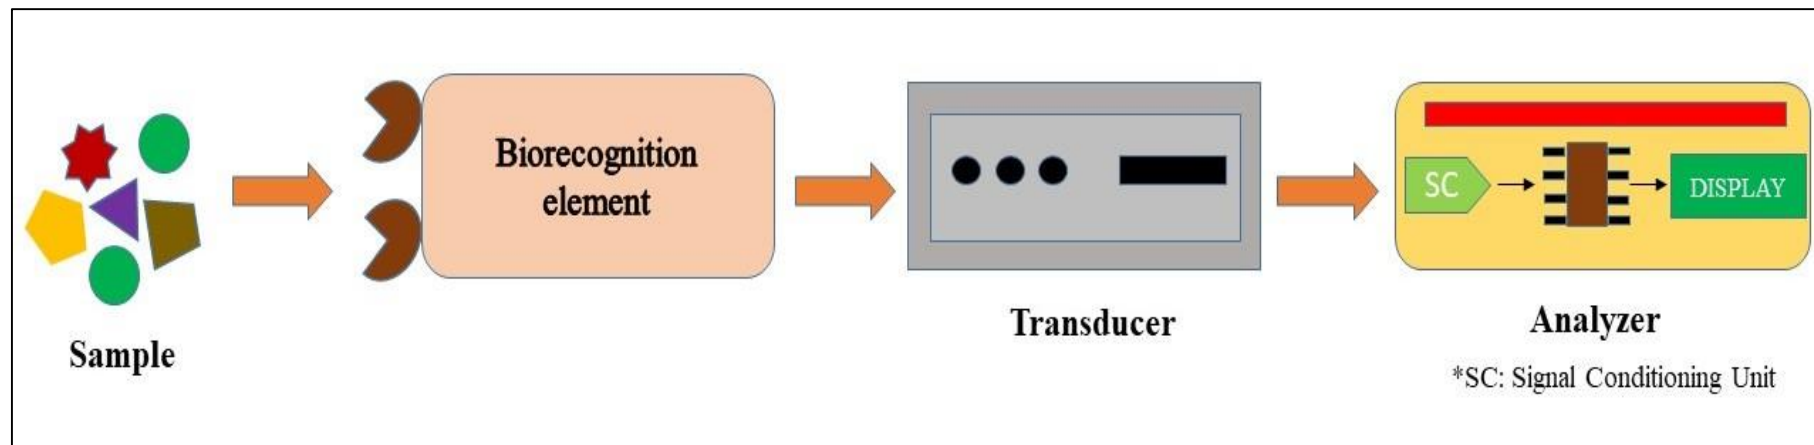 Biorecognition
element
SC
DISPLAY
Sample
Transducer
Analyzer
*SC: Signal Conditioning Unit